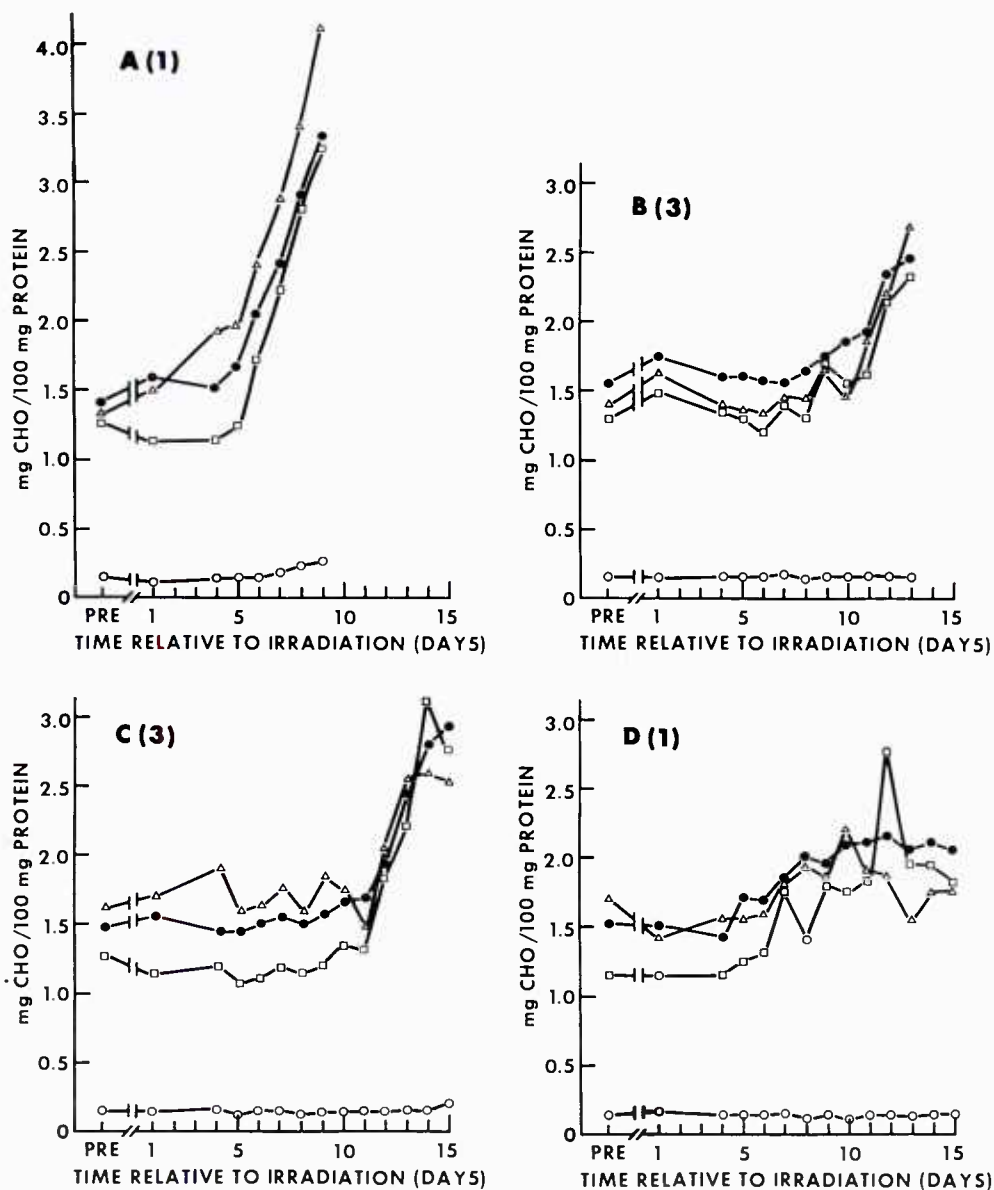 A (1)
mg CHO/100 mg PROTEIN
4.0
3.5
3.0
2.5
2.0
1.5
1.0
0.5
0
PRE 1 5 10 15
TIME RELATIVE TO IRRADIATION (DAYS)
B (3)
mg CHO/100 mg PROTEIN
3.0
2.5
2.0
1.5
1.0
0.5
0
PRE 1 5 10 15
TIME RELATIVE TO IRRADIATION (DAYS)
C (3)
mg CHO/100 mg PROTEIN
3.0
2.5
2.0
1.5
1.0
0.5
0
PRE 1 5 10 15
TIME RELATIVE TO IRRADIATION (DAYS)
D (1)
mg CHO/100 mg PROTEIN
3.0
2.5
2.0
1.5
1.0
0.5
0
PRE 1 5 10 15
TIME RELATIVE TO IRRADIATION (DAYS)